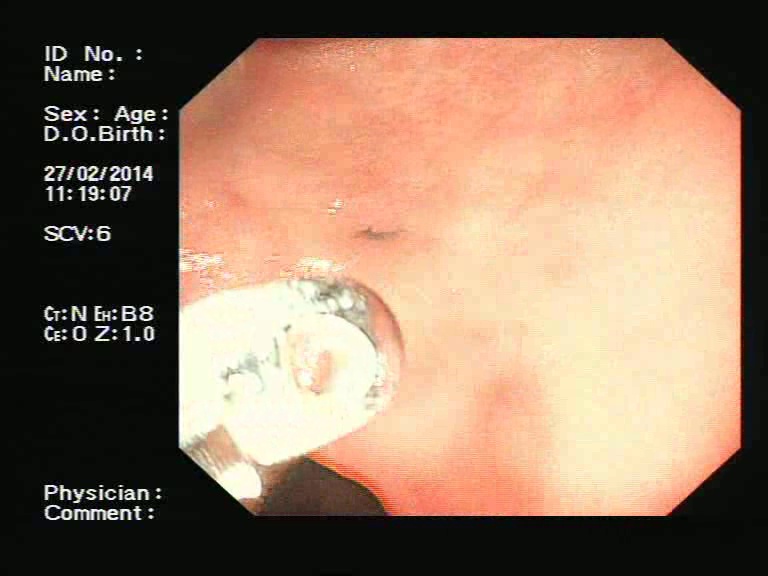 ID No. :
Name:
Sex: Age:
D.O.Birth:
27/02/2014
11:19:07
SCV:6
CT:N EH:B8
CE:0 Z:1.0
Physician:
Comment: